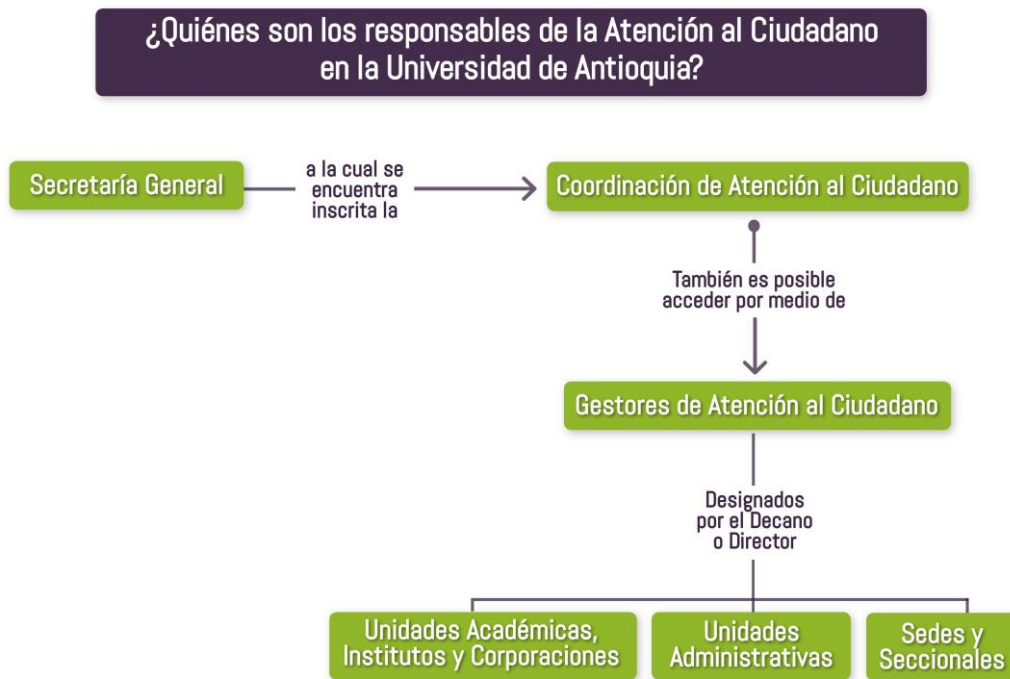 ¿Quiénes son los responsables de la Atención al Ciudadano
en la Universidad de Antioquia?
Secretaría General
a la cual se
encuentra
inscrita la
Coordinación de Atención al Ciudadano
También es posible
acceder por medio de
Gestores de Atención al Ciudadano
Designados
por el Decano
o Director
Unidades Académicas,
Institutos y Corporaciones
Unidades
Administrativas
Sedes y
Seccionales